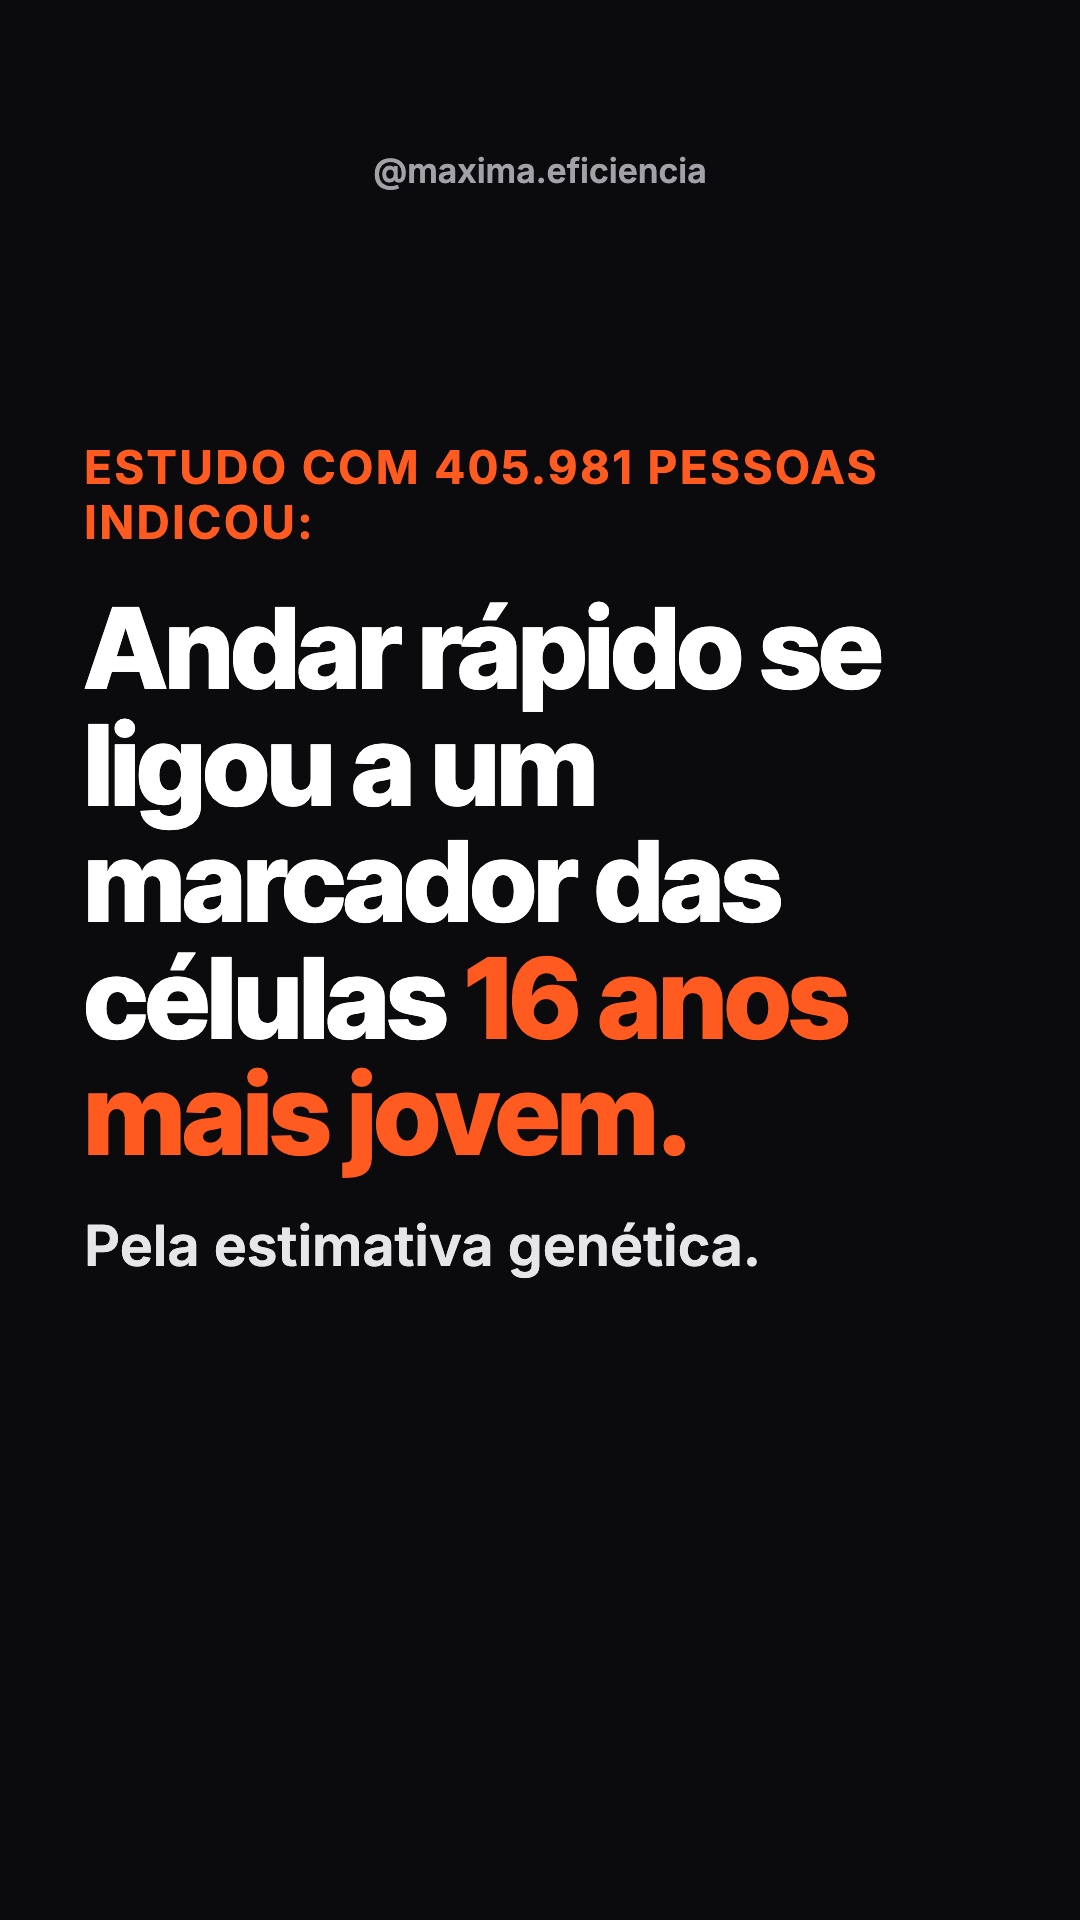 @maxima.eficiencia
ESTUDO COM 405.981 PESSOAS
INDICOU:
Andar rápido se
ligou a um
marcador das
células 16 anos
mais jovem.
Pela estimativa genética.